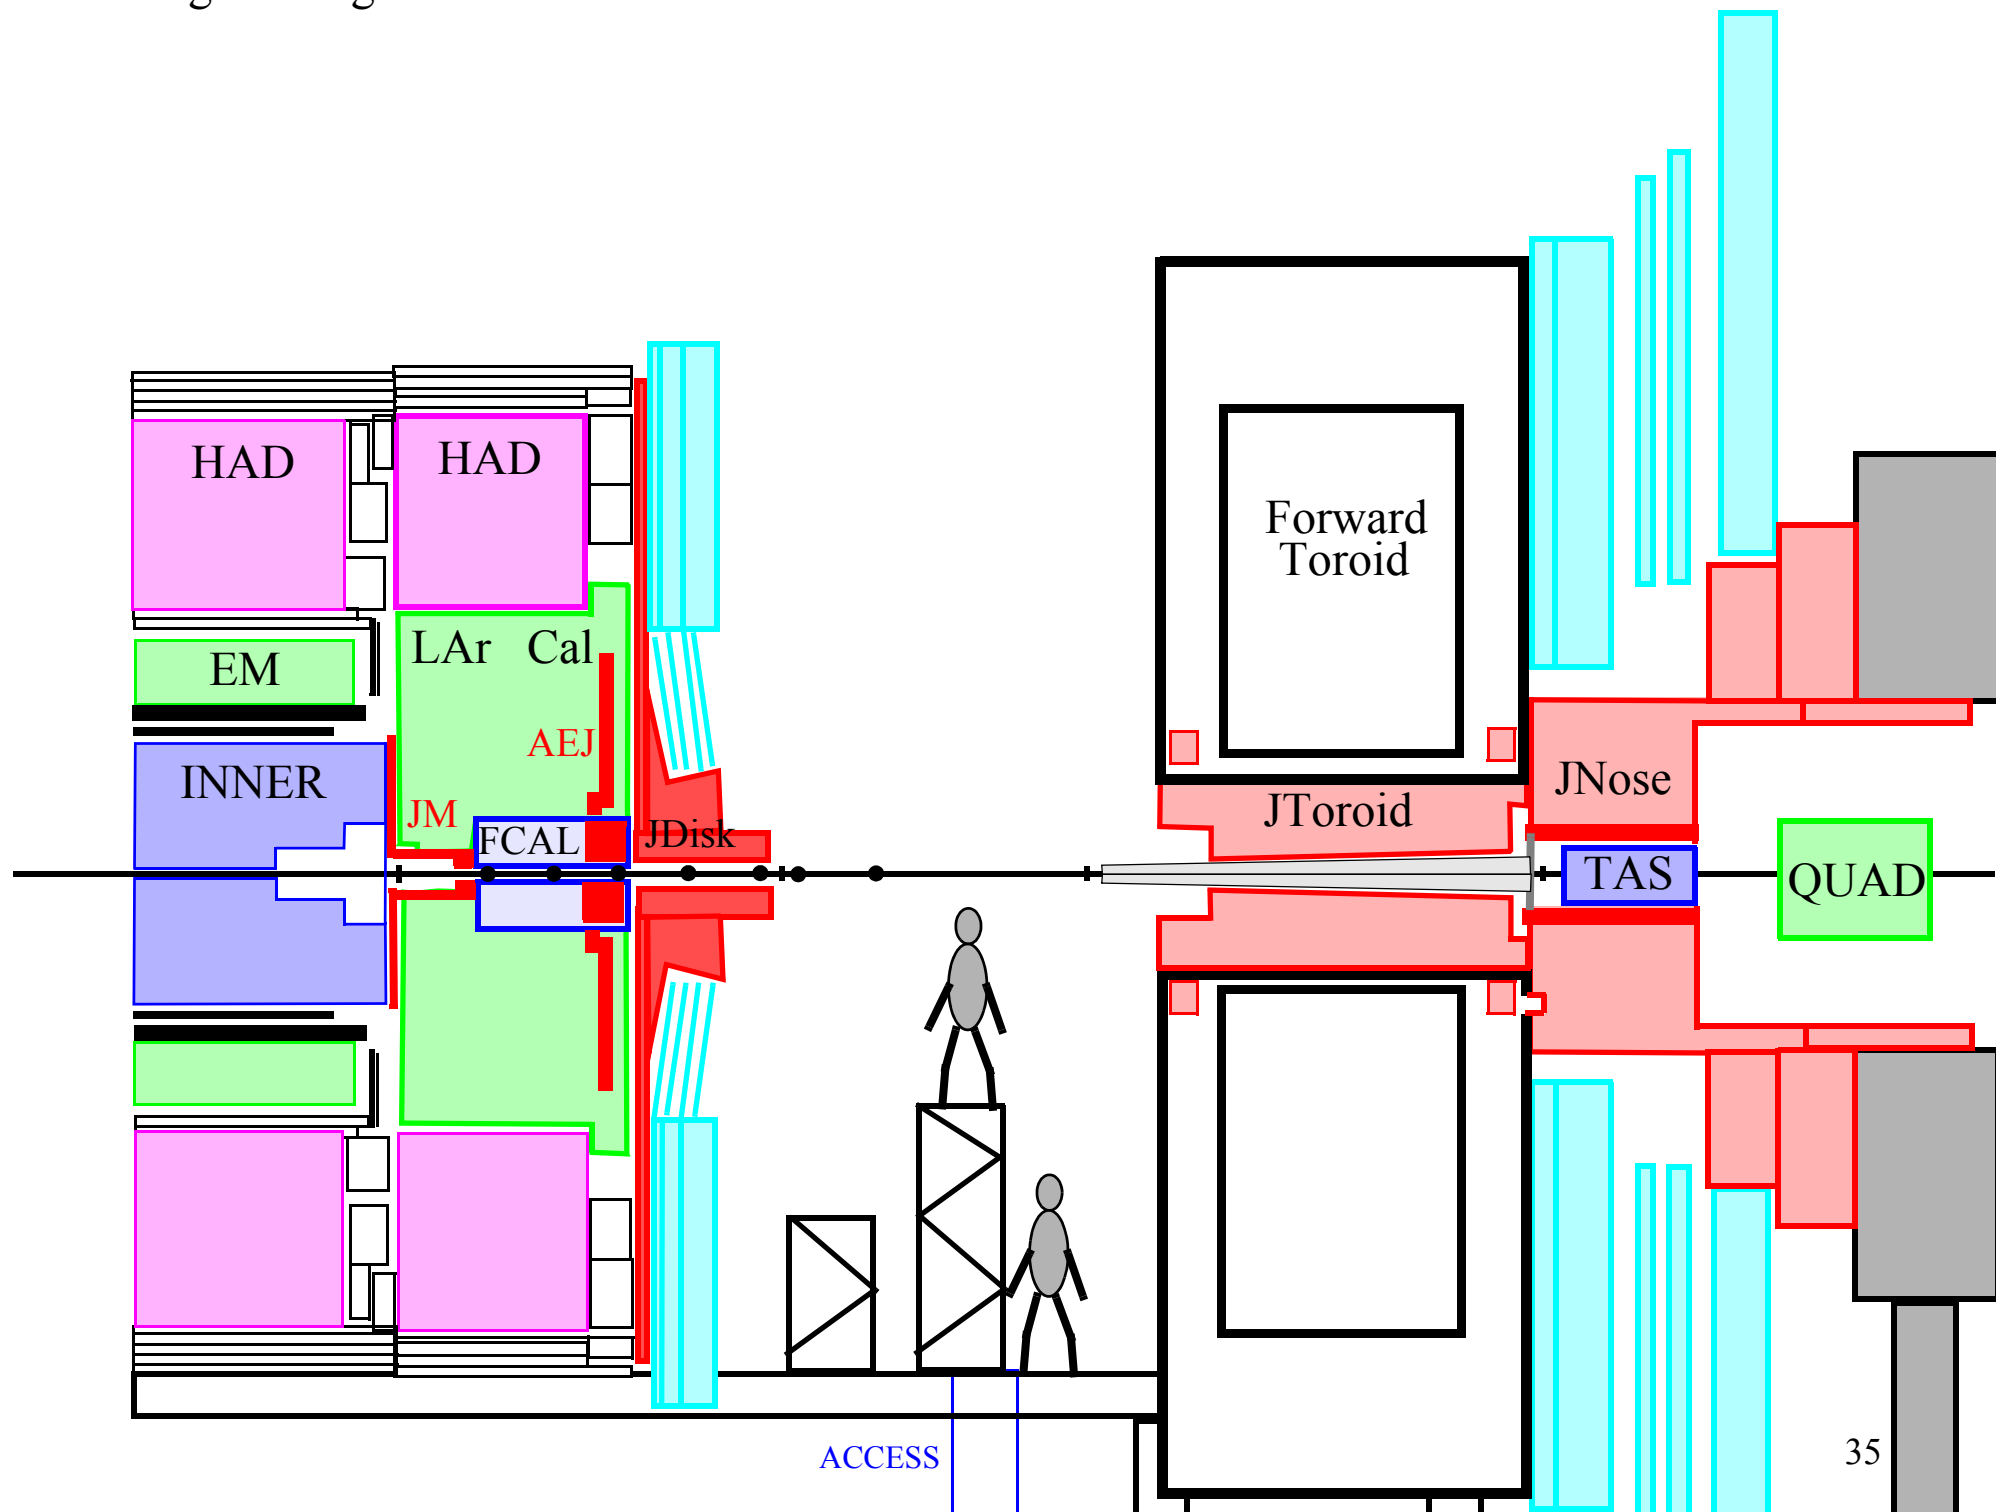 HAD
HAD
Forward
Toroid
LAr Cal
EM
AEJ
INNER
JM
FCAL
JDisk
JToroid
JNose
TAS
QUAD
ACCESS
35